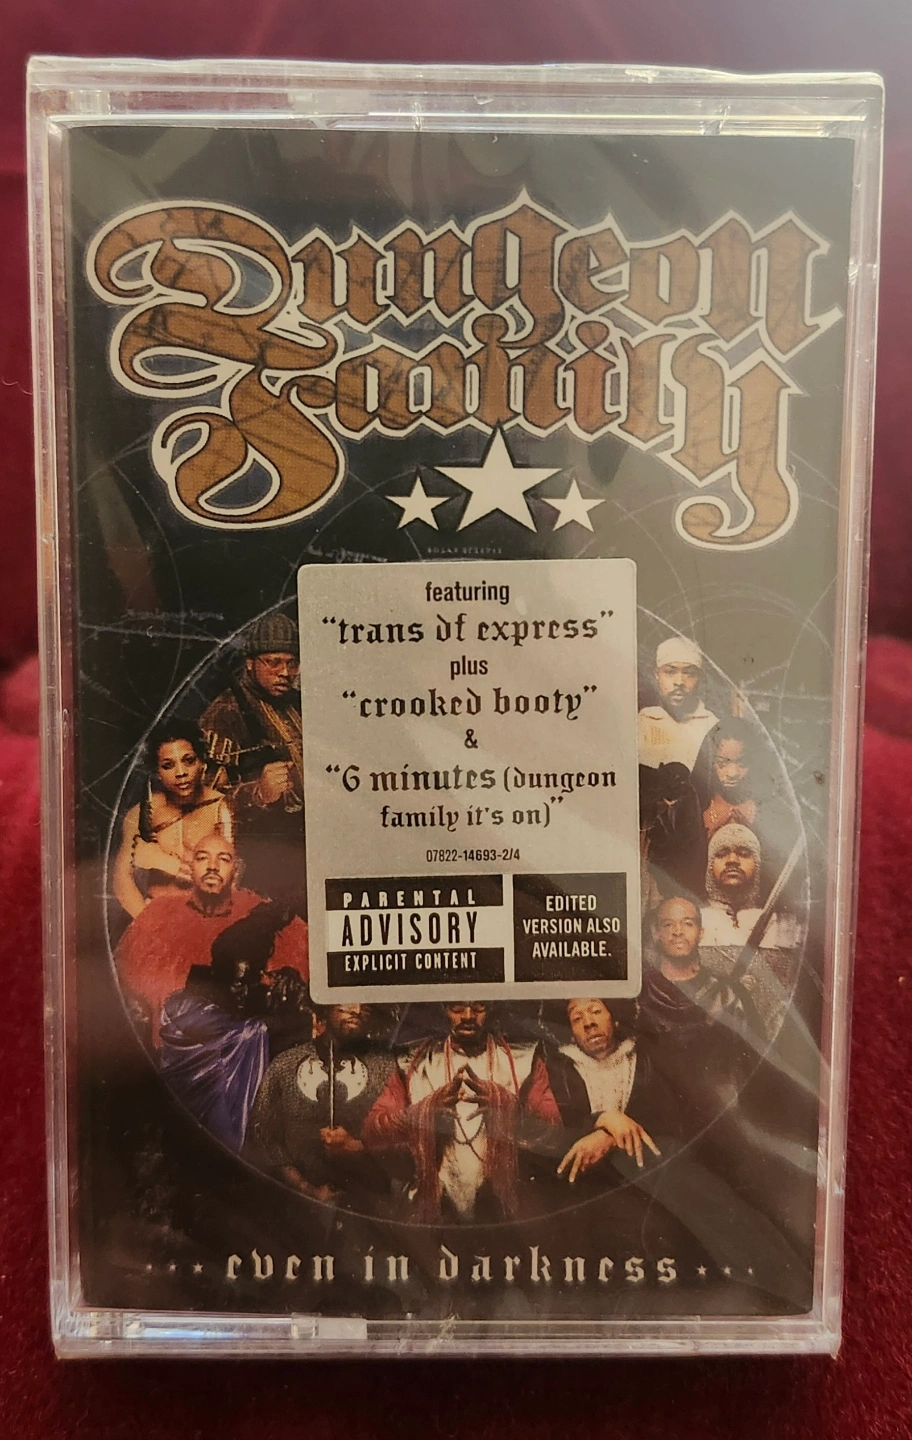 Dungeon
Family
featuring
"trans df express"
plus
"crooked booty"
&
"6 minutes (dungeon
family it's on)"
07822-14693-2/4
PARENTAL
ADVISORY
EXPLICIT CONTENT
EDITED
VERSION ALSO
AVAILABLE.
even in darkness